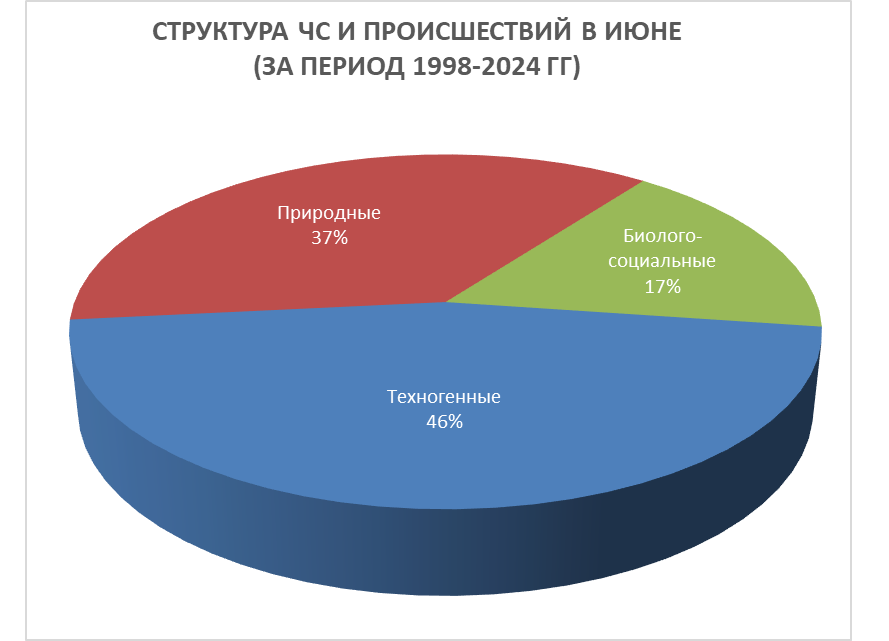 СТРУКТУРА ЧС И ПРОИСШЕСТВИЙ В ИЮНЕ
(ЗА ПЕРИОД 1998-2024 ГГ)
Природные
37%
Биолого-
социальные
17%
Техногенные
46%